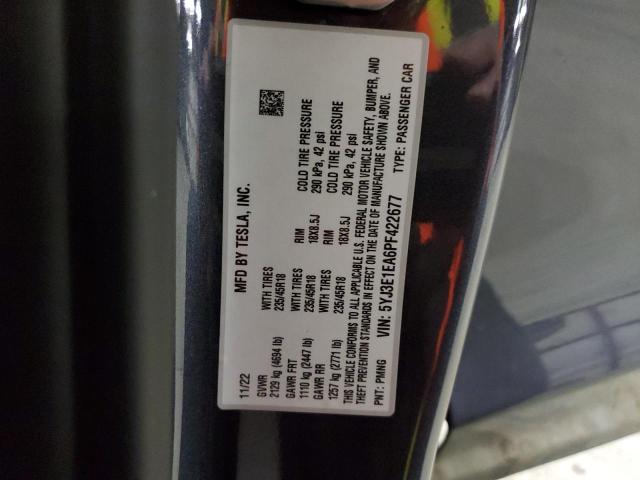 MFD BY TESLA, INC.
11/22
GVWR
2129 kg (4694 lb)
WITH TIRES
235/45R18
RIM
18X8.5J
COLD TIRE PRESSURE
290 kPa, 42 psi
GAWR FRT
1110 kg (2447 lb)
WITH TIRES
235/45R18
GAWR RR
1257 kg (2771 lb)
WITH TIRES
235/45R18
RIM
18X8.5J
COLD TIRE PRESSURE
290 kPa, 42 psi
THIS VEHICLE CONFORMS TO ALL APPLICABLE U.S. FEDERAL MOTOR VEHICLE SAFETY, BUMPER, AND
THEFT PREVENTION STANDARDS IN EFFECT ON THE DATE OF MANUFACTURE SHOWN ABOVE.
VIN: 5YJ3E1EA6PF422677
PNT: PMNG
TYPE: PASSENGER CAR